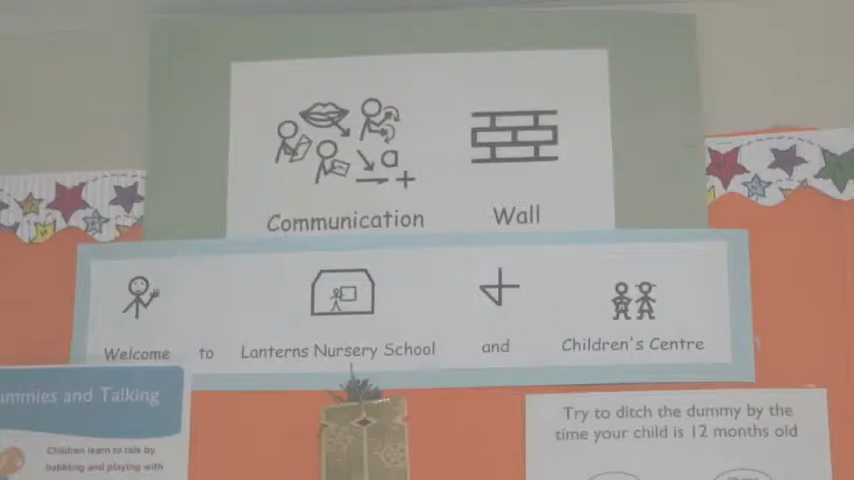 Communication Wall
Welcome to Lanterns Nursery School and Children's Centre
and Talking
Children learn to talk by
babbling and playing with
Try to ditch the dummy by the
time your child is 12 months old